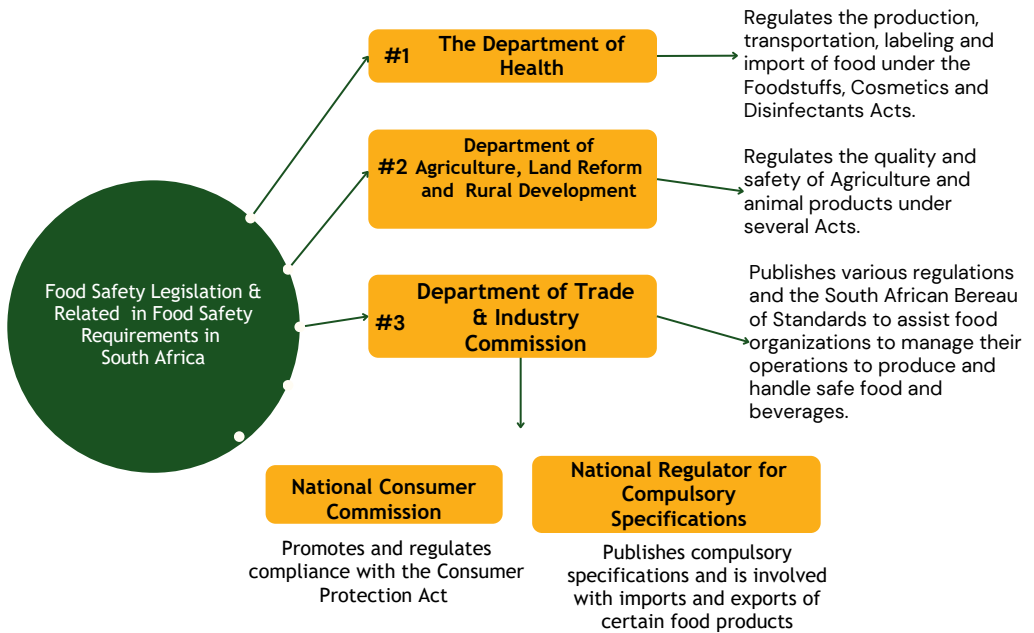 Food Safety Legislation &
Related in Food Safety
Requirements in
South Africa
#1
The Department of
Health
Regulates the production,
transportation, labeling and
import of food under the
Foodstuffs, Cosmetics and
Disinfectants Acts.
#2
Department of
Agriculture, Land Reform
and Rural Development
Regulates the quality and
safety of Agriculture and
animal products under
several Acts.
#3
Department of Trade
& Industry
Commission
Publishes various regulations
and the South African Bereau
of Standards to assist food
organizations to manage their
operations to produce and
handle safe food and
beverages.
National Consumer
Commission
Promotes and regulates
compliance with the Consumer
Protection Act
National Regulator for
Compulsory
Specifications
Publishes compulsory
specifications and is involved
with imports and exports of
certain food products